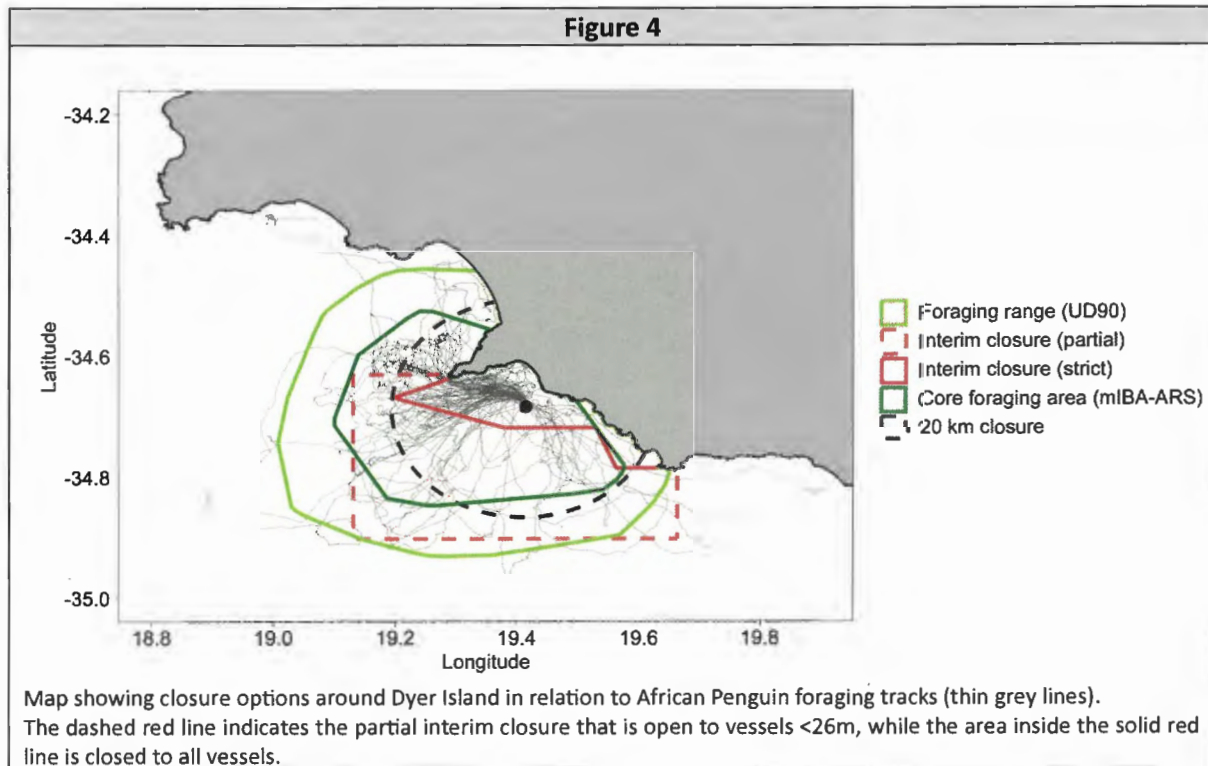 Figure 4
-34.2
-34.4
-34.6
-34.8
-35.0
Latitude
18.8 19.0 19.2 19.4 19.6 19.8
Longitude
Foraging range (UD90)
Interim closure (partial)
Interim closure (strict)
Core foraging area (mIBA-ARS)
20 km closure
Map showing closure options around Dyer Island in relation to African Penguin foraging tracks (thin grey lines).
The dashed red line indicates the partial interim closure that is open to vessels <26m, while the area inside the solid red
line is closed to all vessels.